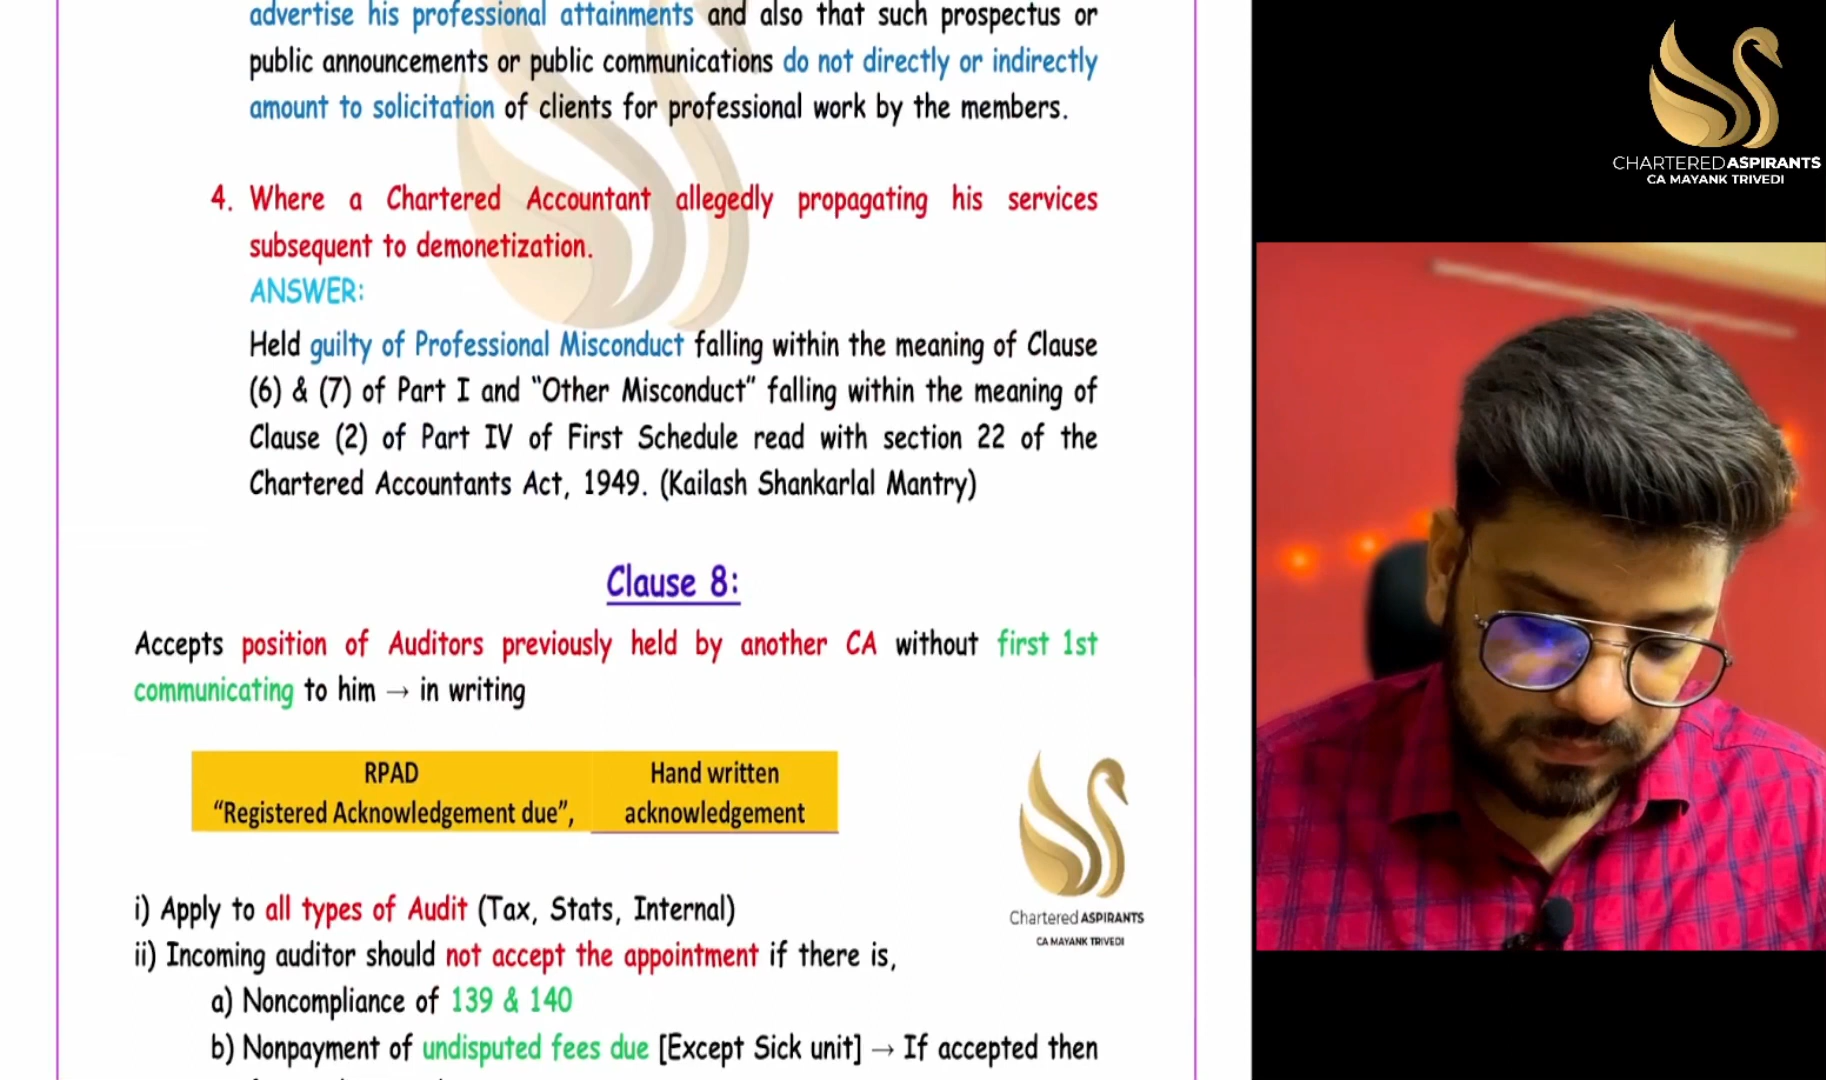 advertise his professional attainments and also that such prospectus or
public announcements or public communications do not directly or indirectly
amount to solicitation of clients for professional work by the members.
4. Where a Chartered Accountant allegedly propagating his services
subsequent to demonetization.
ANSWER:
Held guilty of Professional Misconduct falling within the meaning of Clause
(6) & (7) of Part I and "Other Misconduct" falling within the meaning of
Clause (2) of Part IV of First Schedule read with section 22 of the
Chartered Accountants Act, 1949. (Kailash Shankarlal Mantry)
Clause 8:
Accepts position of Auditors previously held by another CA without first 1st
communicating to him → in writing
RPAD
"Registered Acknowledgement due",
Hand written
acknowledgement
i) Apply to all types of Audit (Tax, Stats, Internal)
ii) Incoming auditor should not accept the appointment if there is,
a) Noncompliance of 139 & 140
b) Nonpayment of undisputed fees due [Except Sick unit] → If accepted then
Chartered ASPIRANTS
CA MAYANK TRIVEDI
CHARTERED ASPIRANTS
CA MAYANK TRIVEDI